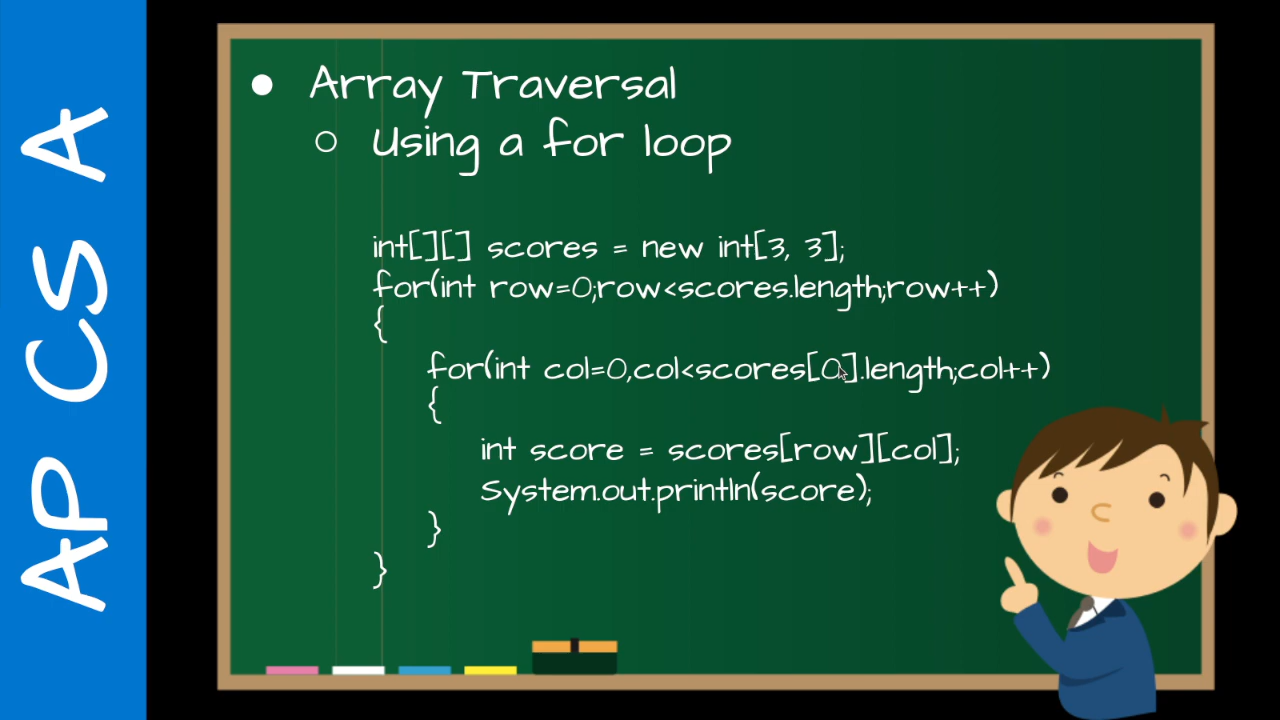 AP CS A
● Array Traversal
○ Using a for loop
int[][] scores = new int[3, 3];
for(int row=0;row<scores.length;row++)
{
for(int col=0,col<scores[0].length;col++)
{
int score = scores[row][col];
System.out.println(score);
}
}